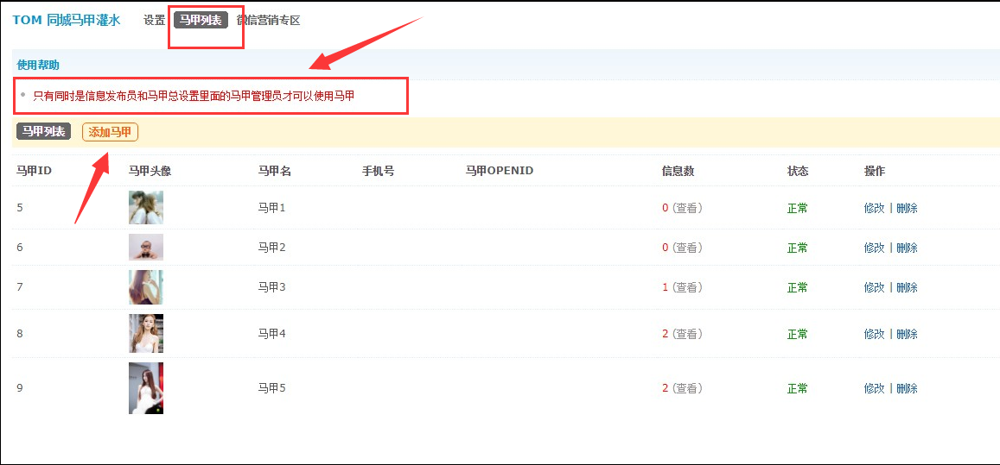 TOM 同城马甲灌水 设置 马甲列表 微信营销专区
使用帮助
只有同时是信息发布员和马甲总设置里面的马甲管理员才可以使用马甲
马甲列表 添加马甲
马甲ID 马甲头像 马甲名 手机号 马甲OPENID 信息数 状态 操作
5 马甲1 0 (查看) 正常 修改 | 删除
6 马甲2 0 (查看) 正常 修改 | 删除
7 马甲3 1 (查看) 正常 修改 | 删除
8 马甲4 2 (查看) 正常 修改 | 删除
9 马甲5 2 (查看) 正常 修改 | 删除